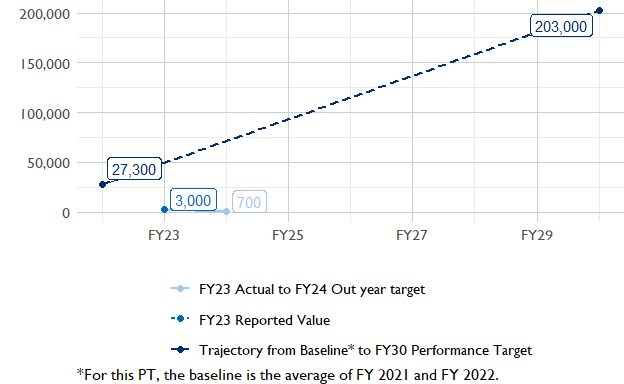 200,000
203,000
150,000
100,000
50,000
27,300
3,000
700
0
FY23 FY25 FY27 FY29
FY23 Actual to FY24 Out year target
FY23 Reported Value
Trajectory from Baseline* to FY30 Performance Target
*For this PT, the baseline is the average of FY 2021 and FY 2022.